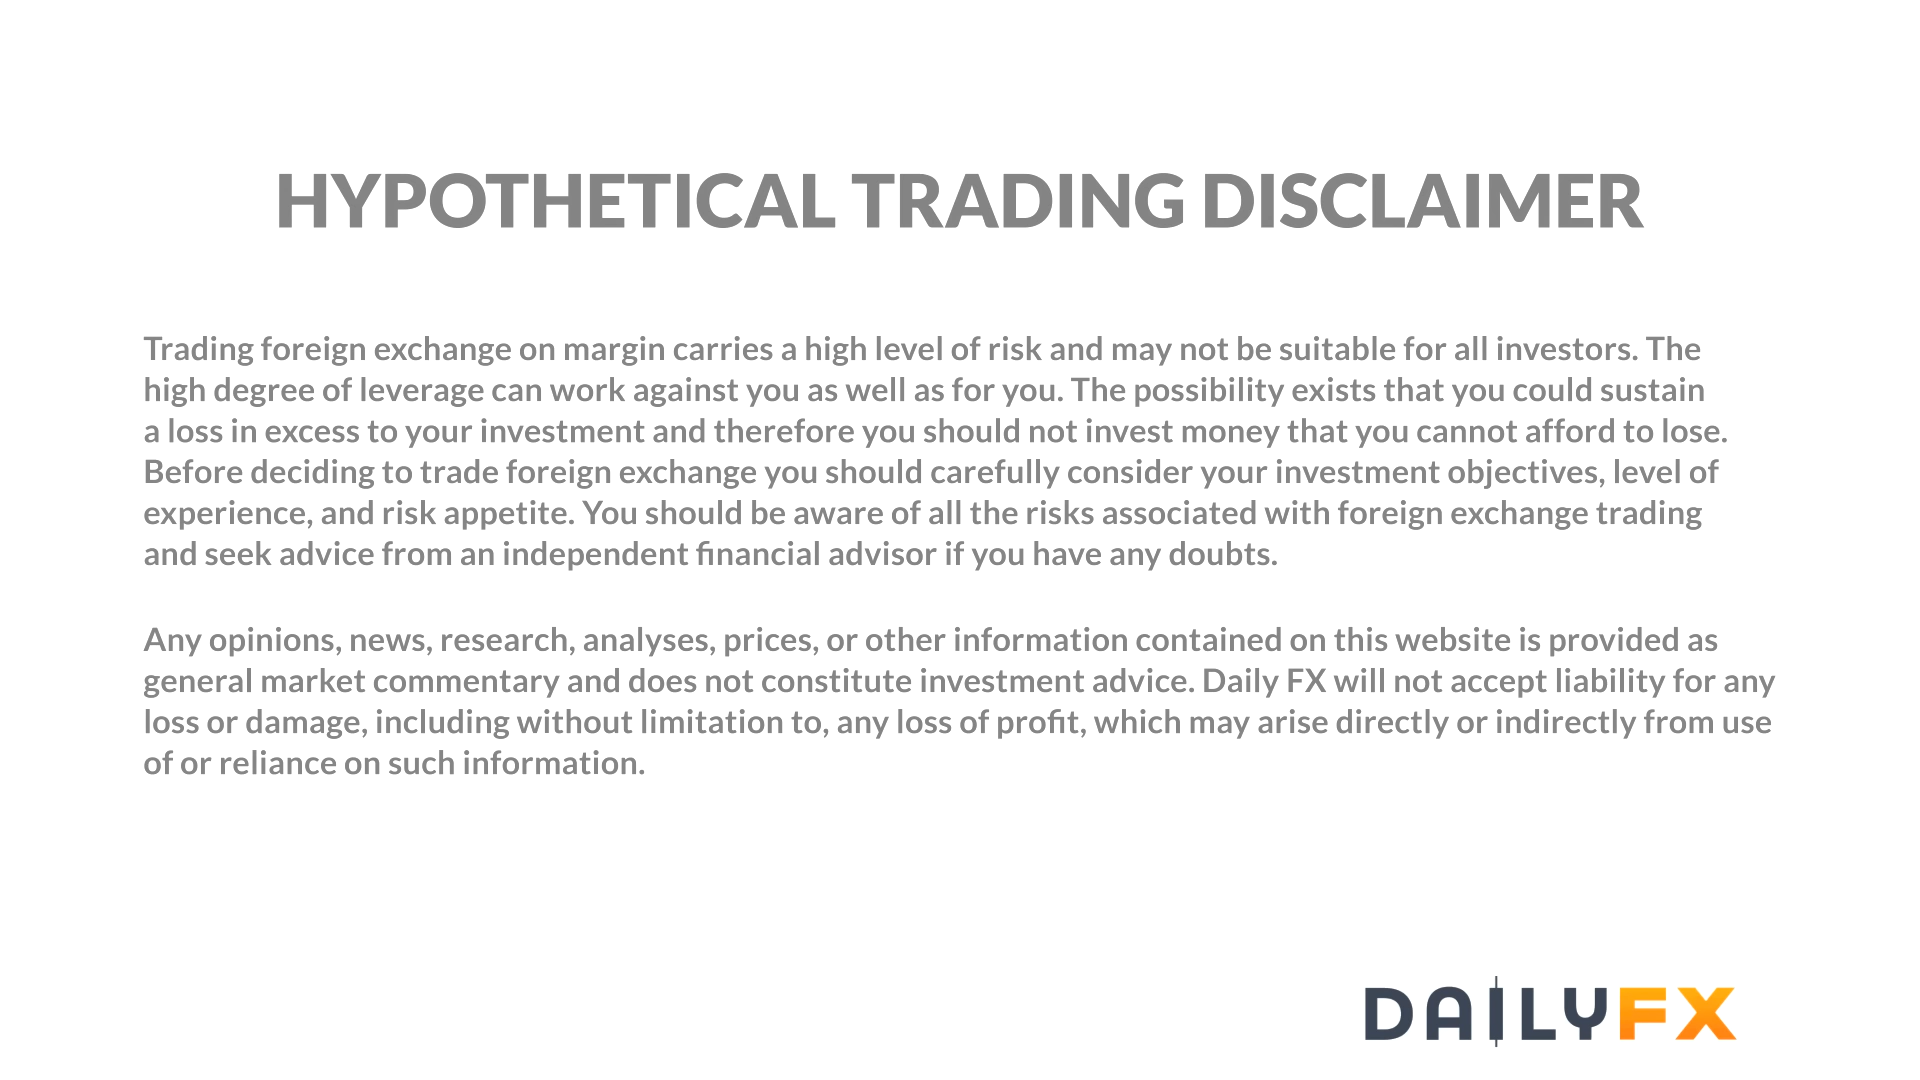 HYPOTHETICAL TRADING DISCLAIMER
Trading foreign exchange on margin carries a high level of risk and may not be suitable for all investors. The
high degree of leverage can work against you as well as for you. The possibility exists that you could sustain
a loss in excess to your investment and therefore you should not invest money that you cannot afford to lose.
Before deciding to trade foreign exchange you should carefully consider your investment objectives, level of
experience, and risk appetite. You should be aware of all the risks associated with foreign exchange trading
and seek advice from an independent financial advisor if you have any doubts.
Any opinions, news, research, analyses, prices, or other information contained on this website is provided as
general market commentary and does not constitute investment advice. Daily FX will not accept liability for any
loss or damage, including without limitation to, any loss of profit, which may arise directly or indirectly from use
of or reliance on such information.
DAILYFX